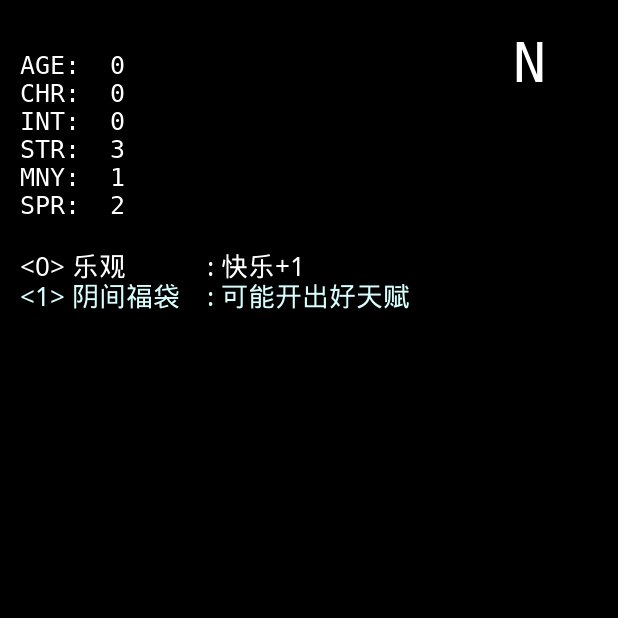 N
AGE: 0
CHR: 0
INT: 0
STR: 3
MNY: 1
SPR: 2
<0> 乐观 : 快乐+1
<1> 阴间福袋 : 可能开出好天赋